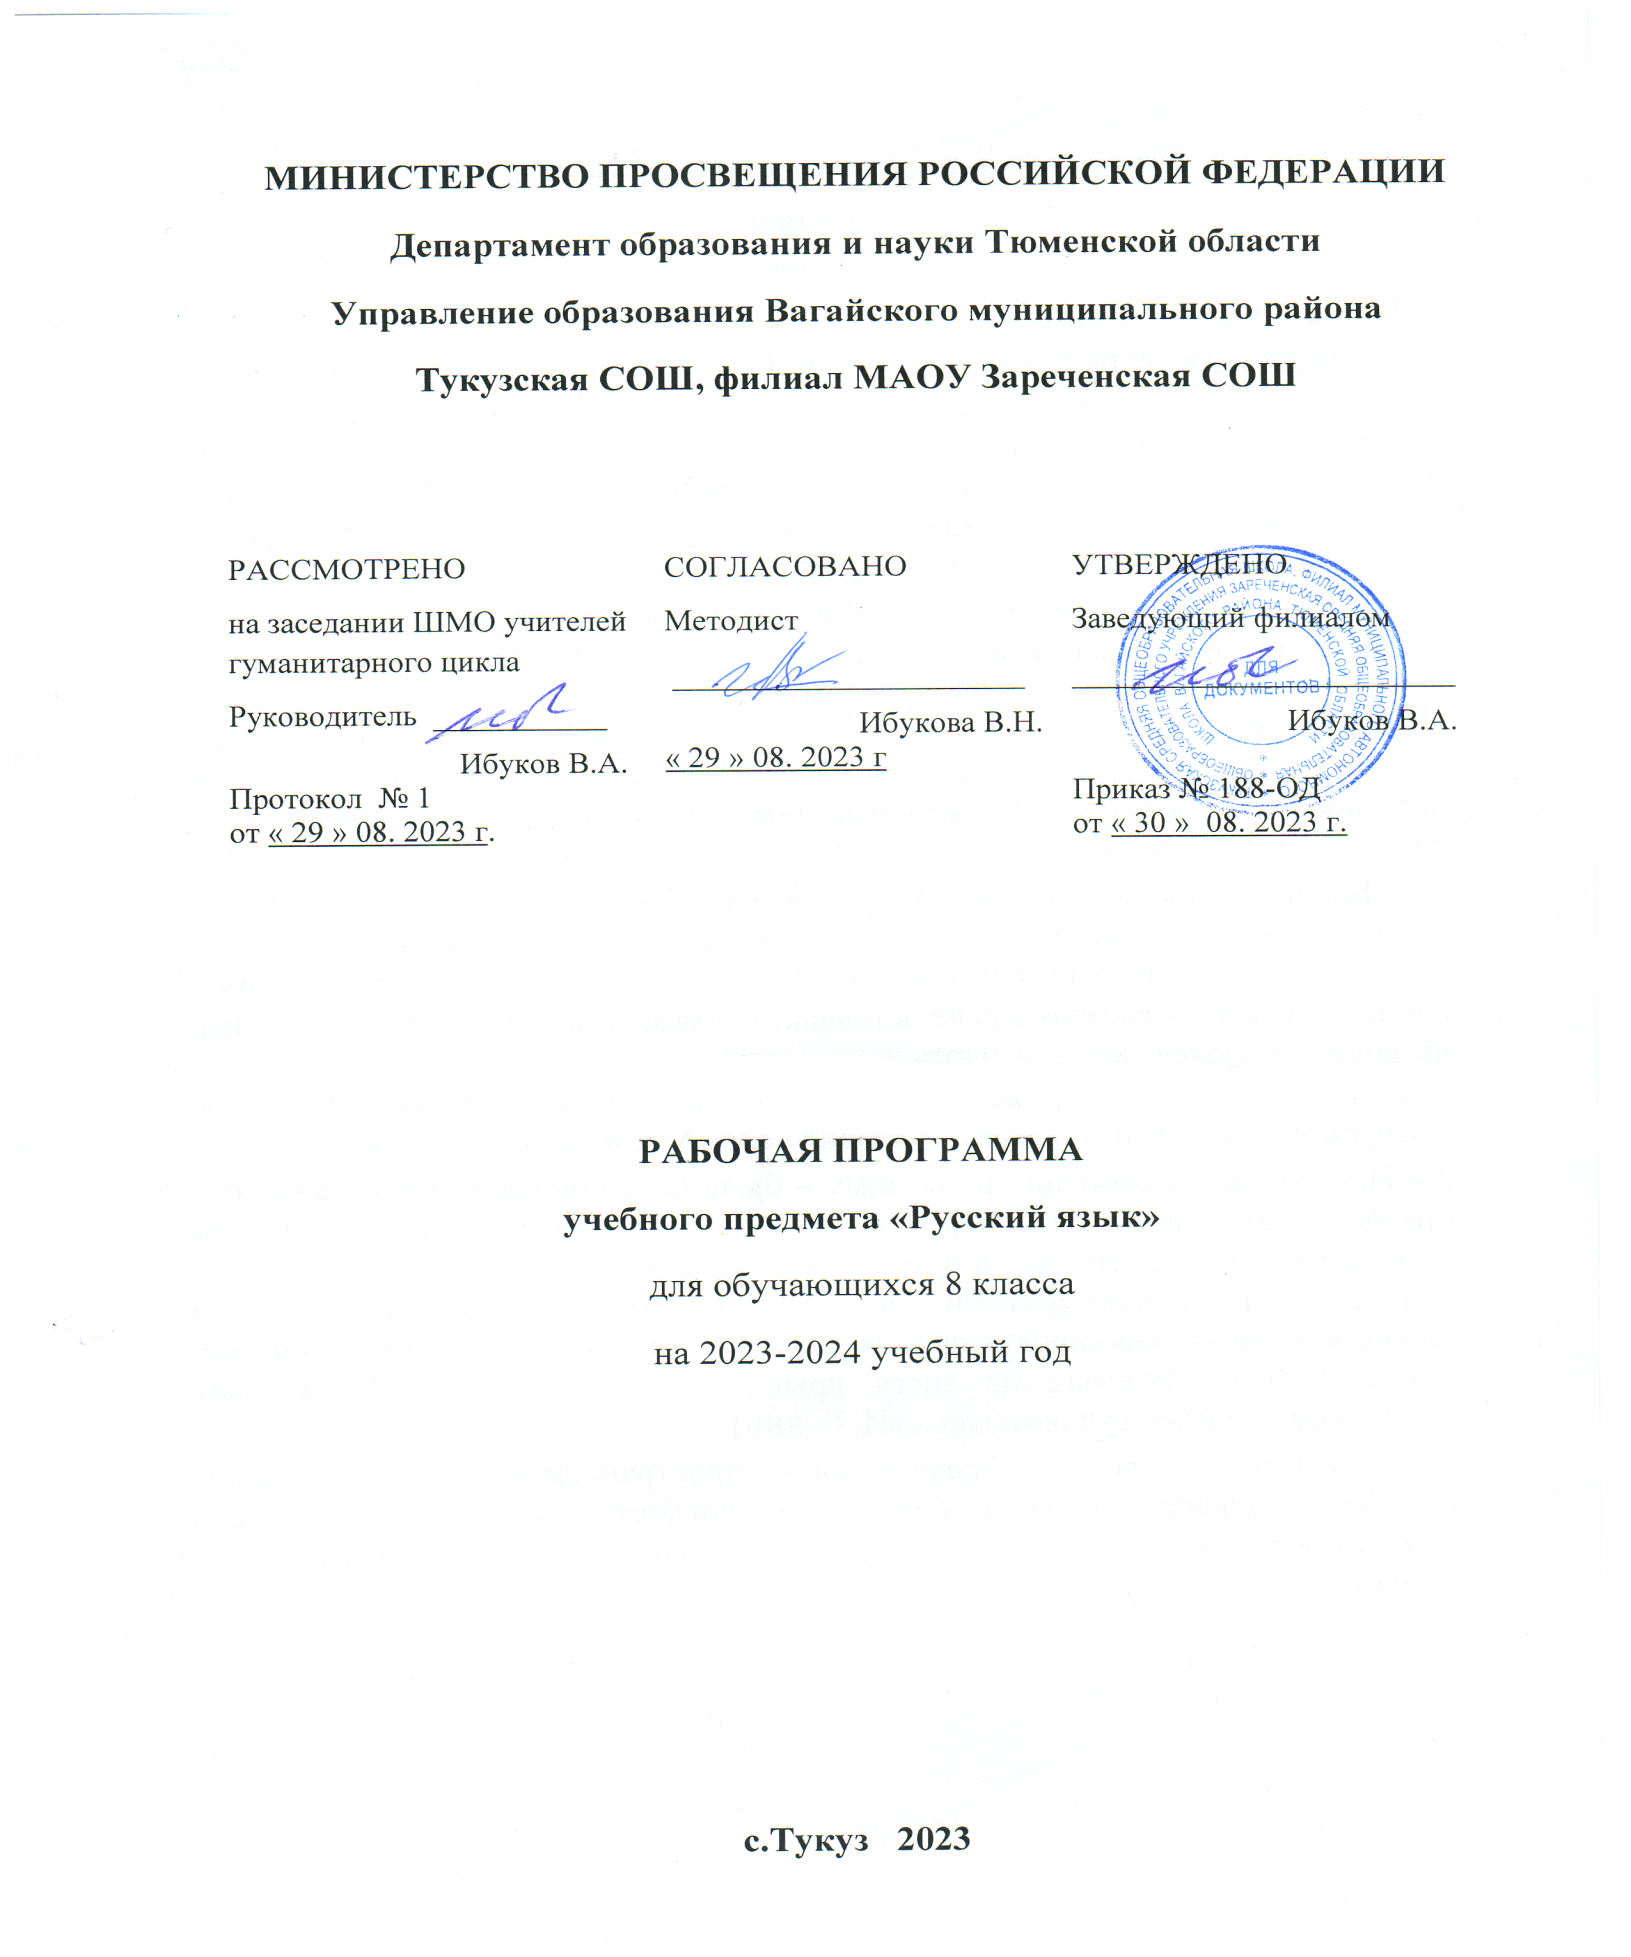 МИНИСТЕРСТВО ПРОСВЕЩЕНИЯ РОССИЙСКОЙ ФЕДЕРАЦИИ
Департамент образования и науки Тюменской области
Управление образования Вагайского муниципального района
Тукузская СОШ, филиал МАОУ Зареченская СОШ
РАССМОТРЕНО
на заседании ШМО учителей
гуманитарного цикла
Руководитель ___________
Ибуков В.А.
Протокол № 1
от « 29 » 08. 2023 г.
СОГЛАСОВАНО
Методист
Ибукова В.Н.
« 29 » 08. 2023 г
УТВЕРЖДЕНО
Заведующий филиалом
Ибуков В.А.
Приказ № 188-ОД
от « 30 » 08. 2023 г.
ДЛЯ
ДОКУМЕНТОВ
РАБОЧАЯ ПРОГРАММА
учебного предмета «Русский язык»
для обучающихся 8 класса
на 2023-2024 учебный год
с.Тукуз 2023